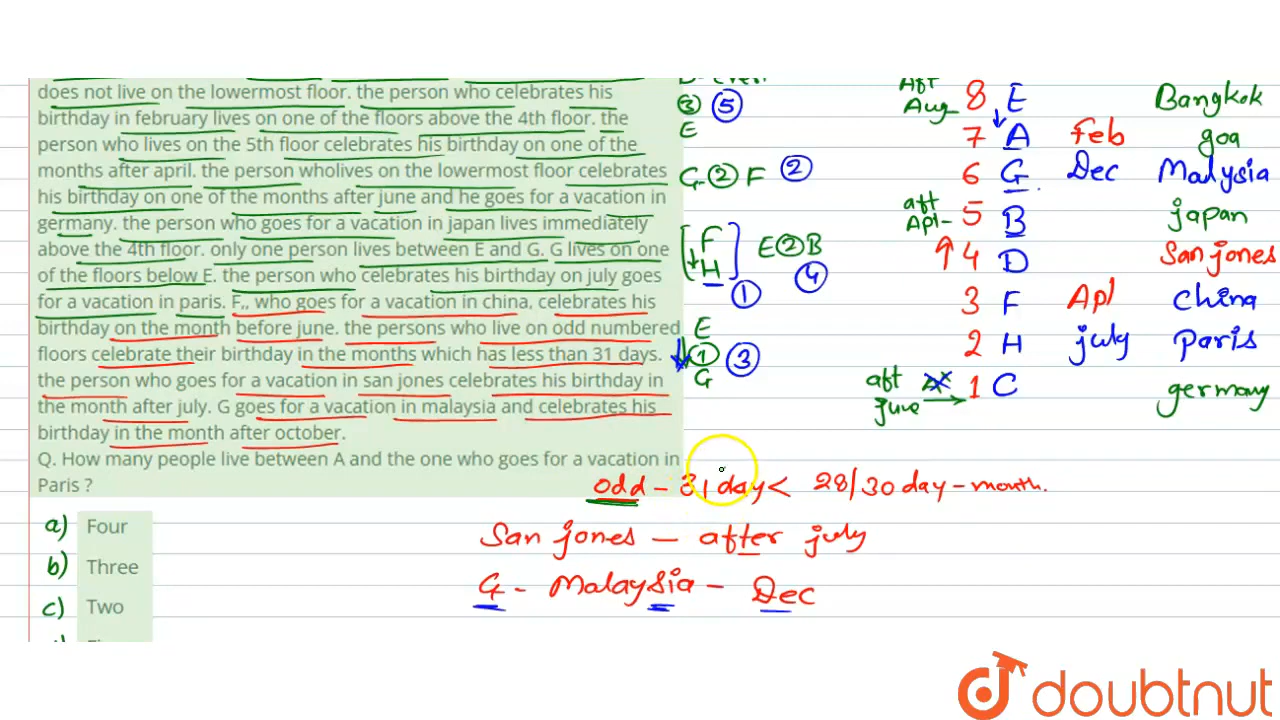 does not live on the lowermost floor. the person who celebrates his
birthday in february lives on one of the floors above the 4th floor. the
person who lives on the 5th floor celebrates his birthday on one of the
months after april. the person wholives on the lowermost floor celebrates
his birthday on one of the months after june and he goes for a vacation in
germany. the person who goes for a vacation in japan lives immediately
above the 4th floor. only one person lives between E and G. G lives on one
of the floors below E. the person who celebrates his birthday on july goes
for a vacation in paris. F,, who goes for a vacation in china, celebrates his
birthday on the month before june. the persons who live on odd numbered
floors celebrate their birthday in the months which has less than 31 days.
the person who goes for a vacation in san jones celebrates his birthday in
the month after july. G goes for a vacation in malaysia and celebrates his
birthday in the month after october.
Q. How many people live between A and the one who goes for a vacation in
Paris ?
a) Four
b) Three
c) Two
③ ⑤
E
G ② F ②
F
H
①
E ② B
④
E
① ③
G
Aft
Aug 8 E Bangkok
7 A Feb goa
6 G Dec Malysia
aft
Apl 5 B japan
4 D San jones
3 F Apl China
2 H july Paris
aft
june 1 C germany
odd - 31 day < 28/30 day - month.
San jones - after july
G - Malaysia - Dec
doubtnut